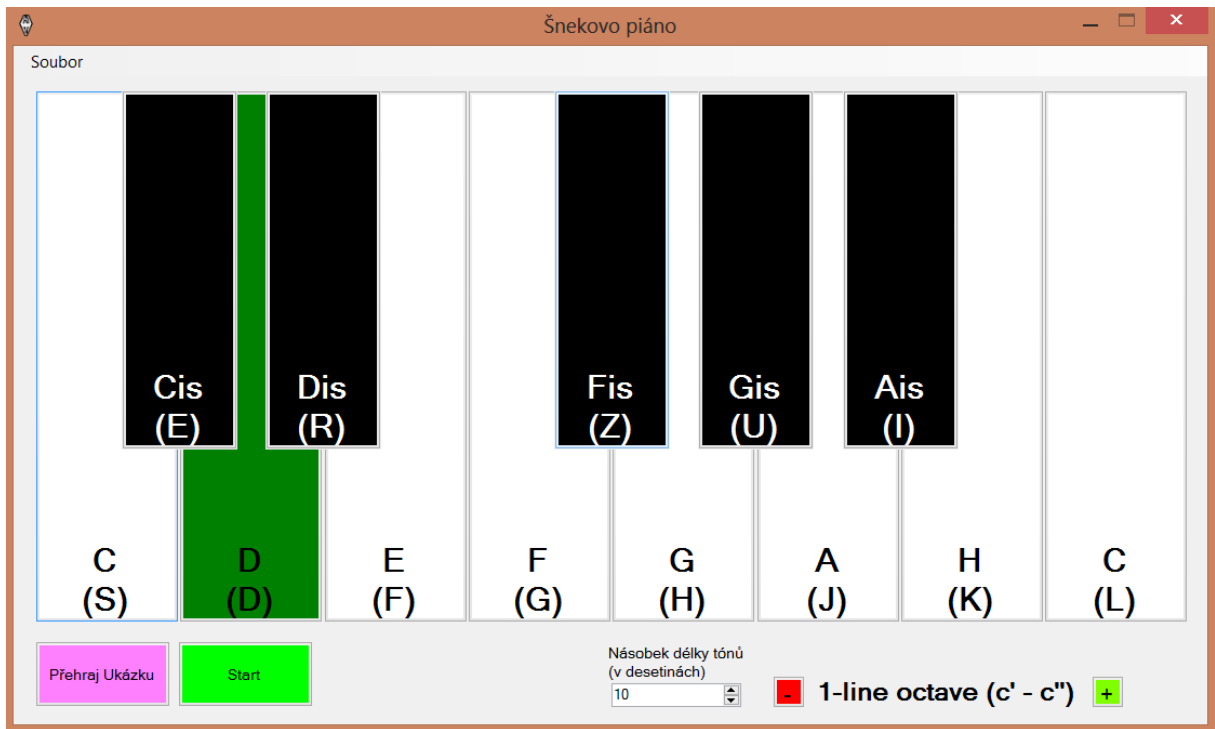 Šnekovo piáno
Soubor
Cis
(E)
Dis
(R)
Fis
(Z)
Gis
(U)
Ais
(I)
C
(S)
D
(D)
E
(F)
F
(G)
G
(H)
A
(J)
H
(K)
C
(L)
Přehraj Ukázku
Start
Násobek délky tónů
(v desetinách)
10
-
1-line octave (c' - c")
+